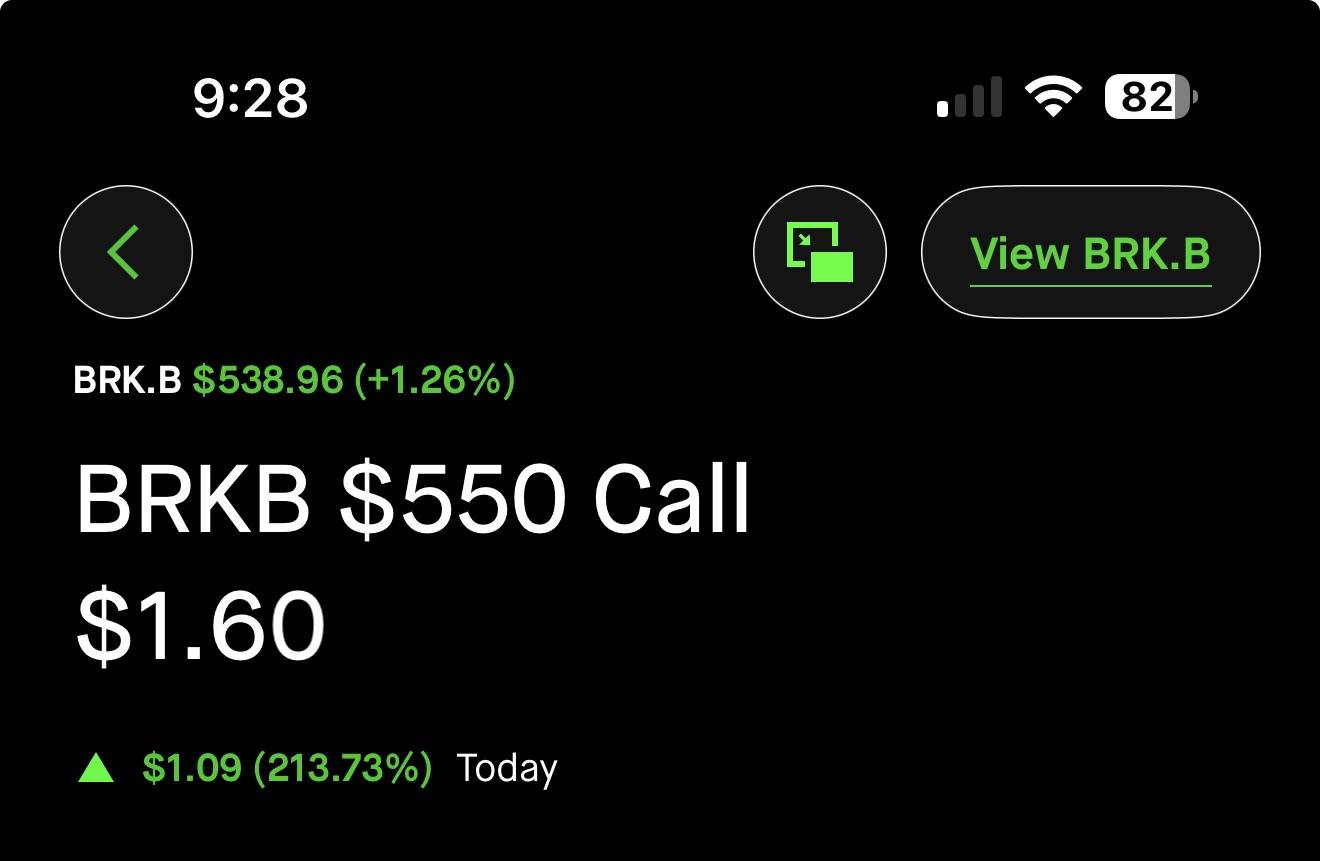 9:28
82
View BRK.B
BRK.B $538.96 (+1.26%)
BRKB $550 Call
$1.60
▲ $1.09 (213.73%) Today